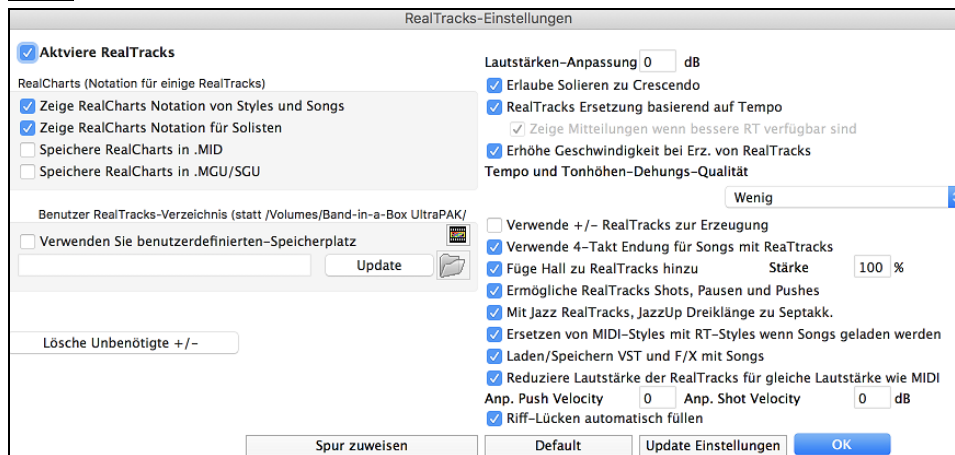 RealTracks-Einstellungen
Aktviere RealTracks
RealCharts (Notation für einige RealTracks)
Zeige RealCharts Notation von Styles und Songs
Zeige RealCharts Notation für Solisten
Speichere RealCharts in .MID
Speichere RealCharts in .MGU/SGU
Benutzer RealTracks-Verzeichnis (statt /Volumes/Band-in-a-Box UltraPAK/
Verwenden Sie benutzerdefinierten-Speicherplatz
Update
Lösche Unbenötigte +/-
Lautstärken-Anpassung 0 dB
Erlaube Solieren zu Crescendo
RealTracks Ersetzung basierend auf Tempo
Zeige Mitteilungen wenn bessere RT verfügbar sind
Erhöhe Geschwindigkeit bei Erz. von RealTracks
Tempo und Tonhöhen-Dehungs-Qualität
Wenig
Verwende +/- RealTracks zur Erzeugung
Verwende 4-Takt Endung für Songs mit ReaTtracks
Füge Hall zu RealTracks hinzu Stärke 100 %
Ermögliche RealTracks Shots, Pausen und Pushes
Mit Jazz RealTracks, JazzUp Dreiklänge zu Septakk.
Ersetzen von MIDI-Styles mit RT-Styles wenn Songs geladen werden
Laden/Speichern VST und F/X mit Songs
Reduziere Lautstärke der RealTracks für gleiche Lautstärke wie MIDI
Anp. Push Velocity 0 Anp. Shot Velocity 0 dB
Riff-Lücken automatisch füllen
Spur zuweisen Default Update Einstellungen OK